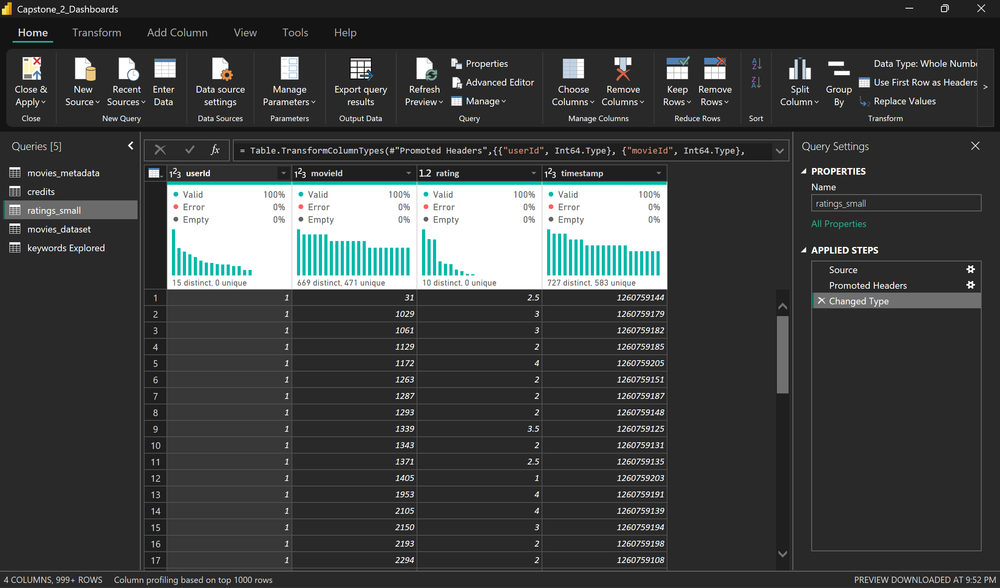 Capstone_2_Dashboards
Home Transform Add Column View Tools Help
Close & Apply
Close
New Source
Recent Sources
Enter Data
New Query
Data source settings
Data Sources
Manage Parameters
Parameters
Export query results
Output Data
Refresh Preview
Properties
Advanced Editor
Manage
Query
Choose Columns
Remove Columns
Manage Columns
Keep Rows
Remove Rows
Reduce Rows
Sort
Split Column
Group By
Data Type: Whole Numb
Use First Row as Headers
Replace Values
Transform
Queries [5]
movies_metadata
credits
ratings_small
movies_dataset
keywords Explored
fx = Table.TransformColumnTypes(#"Promoted Headers",{{"userId", Int64.Type}, {"movieId", Int64.Type},
123 userId 123 movieId 1.2 rating 123 timestamp
Valid 100% Valid 100% Valid 100% Valid 100%
Error 0% Error 0% Error 0% Error 0%
Empty 0% Empty 0% Empty 0% Empty 0%
15 distinct, 0 unique 669 distinct, 471 unique 10 distinct, 0 unique 727 distinct, 583 unique
1 1 31 2.5 1260759144
2 1 1029 3 1260759179
3 1 1061 3 1260759182
4 1 1129 2 1260759185
5 1 1172 4 1260759205
6 1 1263 2 1260759151
7 1 1287 2 1260759187
8 1 1293 2 1260759148
9 1 1339 3.5 1260759125
10 1 1343 2 1260759131
11 1 1371 2.5 1260759135
12 1 1405 1 1260759203
13 1 1953 4 1260759191
14 1 2105 4 1260759139
15 1 2150 3 1260759194
16 1 2193 2 1260759198
17 1 2294 2 1260759108
Query Settings
PROPERTIES
Name
ratings_small
All Properties
APPLIED STEPS
Source
Promoted Headers
Changed Type
4 COLUMNS, 999+ ROWS Column profiling based on top 1000 rows
PREVIEW DOWNLOADED AT 9:52 PM